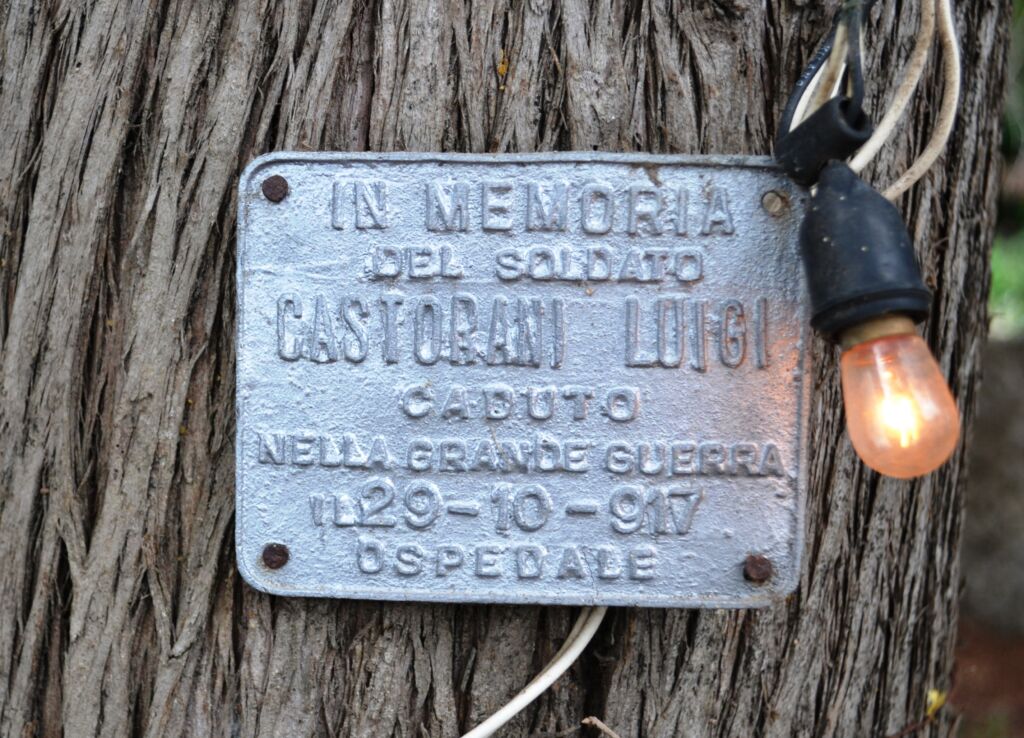 IN MEMORIA
DEL SOLDATO
CASTORANI LUIGI
CADUTO
NELLA GRANDE GUERRA
IL 29-10-917
OSPEDALE